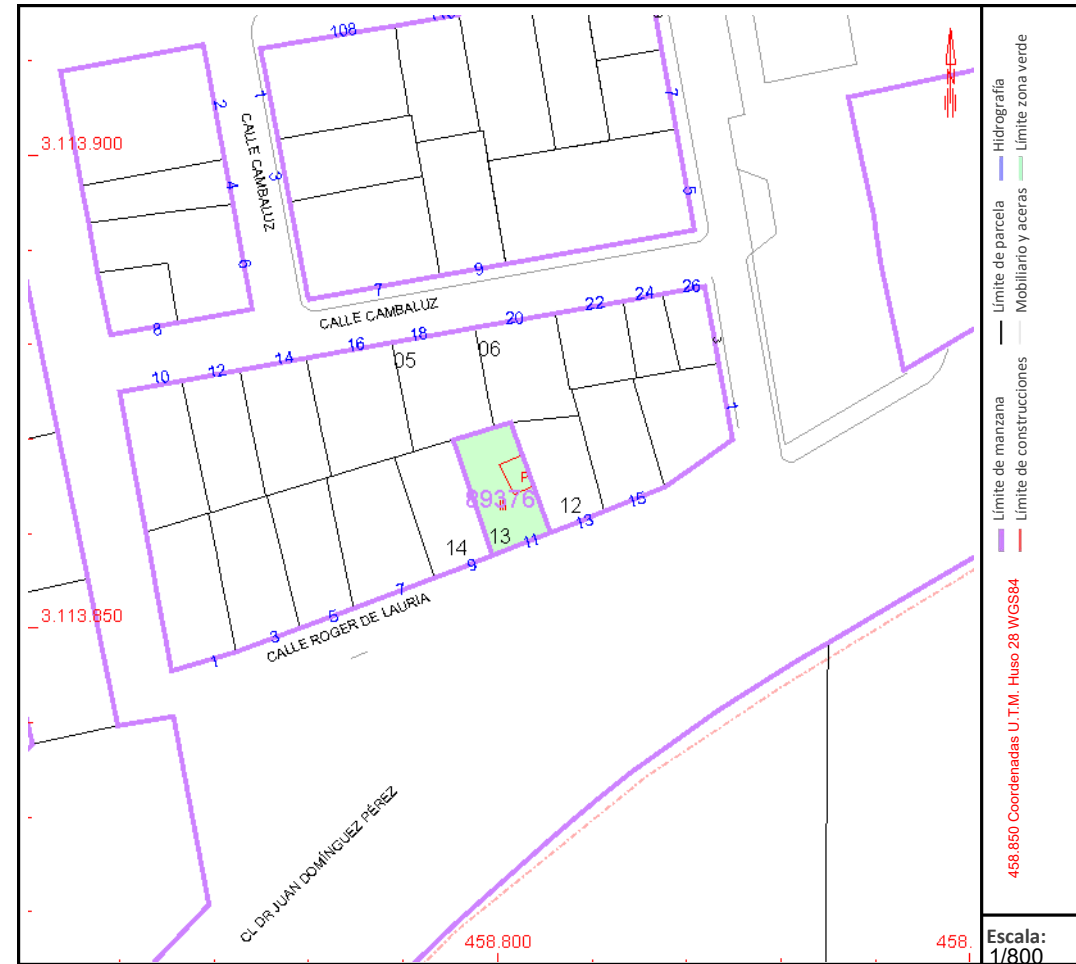 108
1
2
CALLE CAMBALUZ
3
4
6
7
5
3.113.900
8
7
9
CALLE CAMBALUZ
10
12
14
16
18
20
22
24
26
05
06
3
1
89376
P
III
12
13
14
1
3
5
7
9
11
13
15
CALLE ROGER DE LAURIA
3.113.850
CL DR JUAN DOMÍNGUEZ PÉREZ
458.800
458.
N
Límite de manzana
Límite de parcela
Hidrografía
Límite de construcciones
Mobiliario y aceras
Límite zona verde
458.850 Coordenadas U.T.M. Huso 28 WGS84
Escala:
1/800